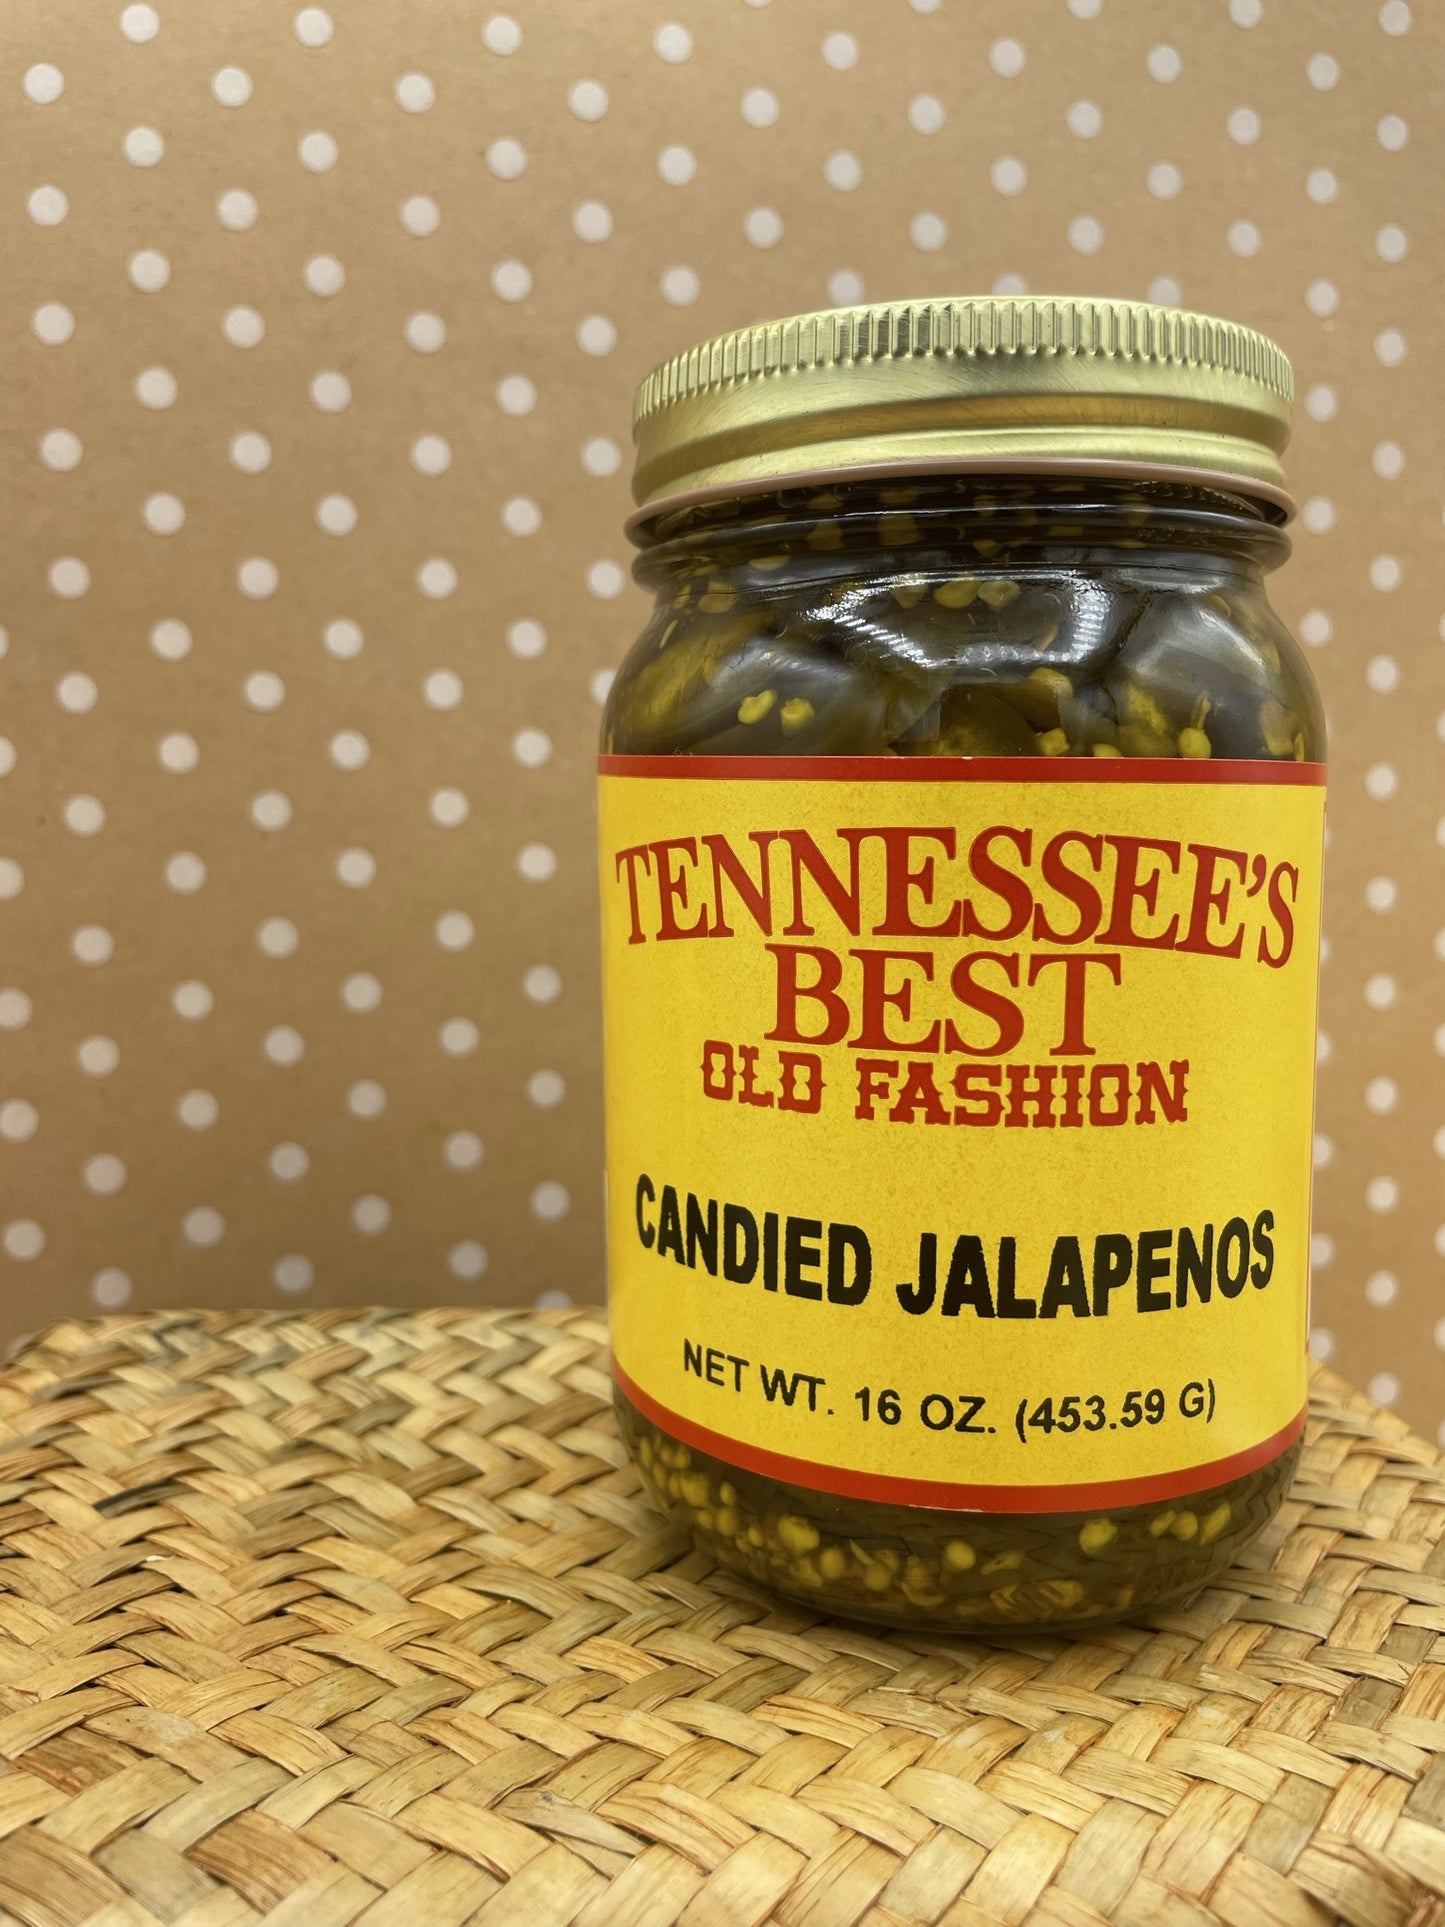 TENNESSEE'S
BEST
OLD FASHION
CANDIED JALAPENOS
NET WT. 16 OZ. (453.59 G)